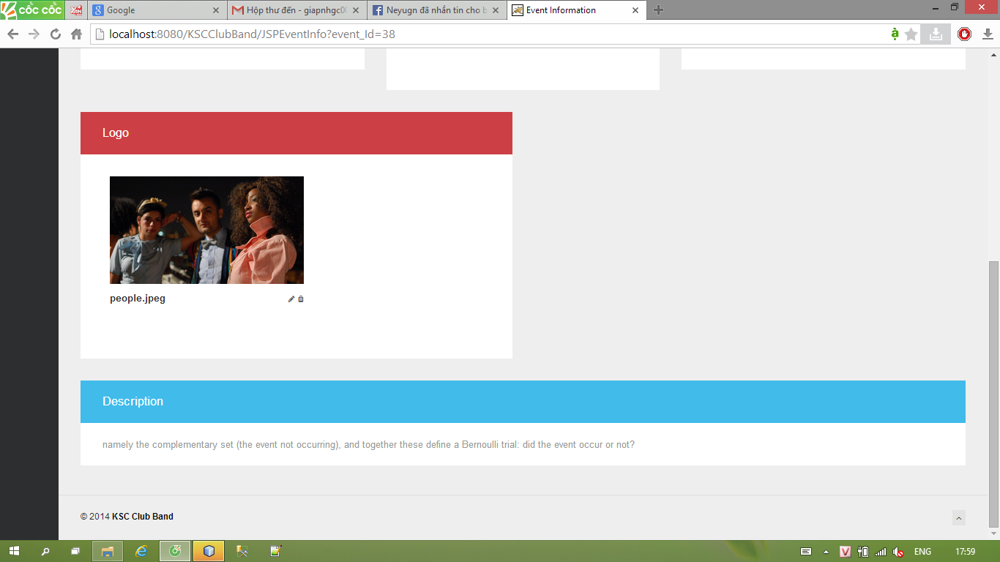 cốc cốc
Google
Hộp thư đến - giapnhgc0
Neyugn đã nhắn tin cho b
Event Information
localhost:8080/KSCClubBand/JSPEventInfo?event_Id=38
Logo
people.jpeg
Description
namely the complementary set (the event not occurring), and together these define a Bernoulli trial: did the event occur or not?
© 2014 KSC Club Band
ENG
17:59